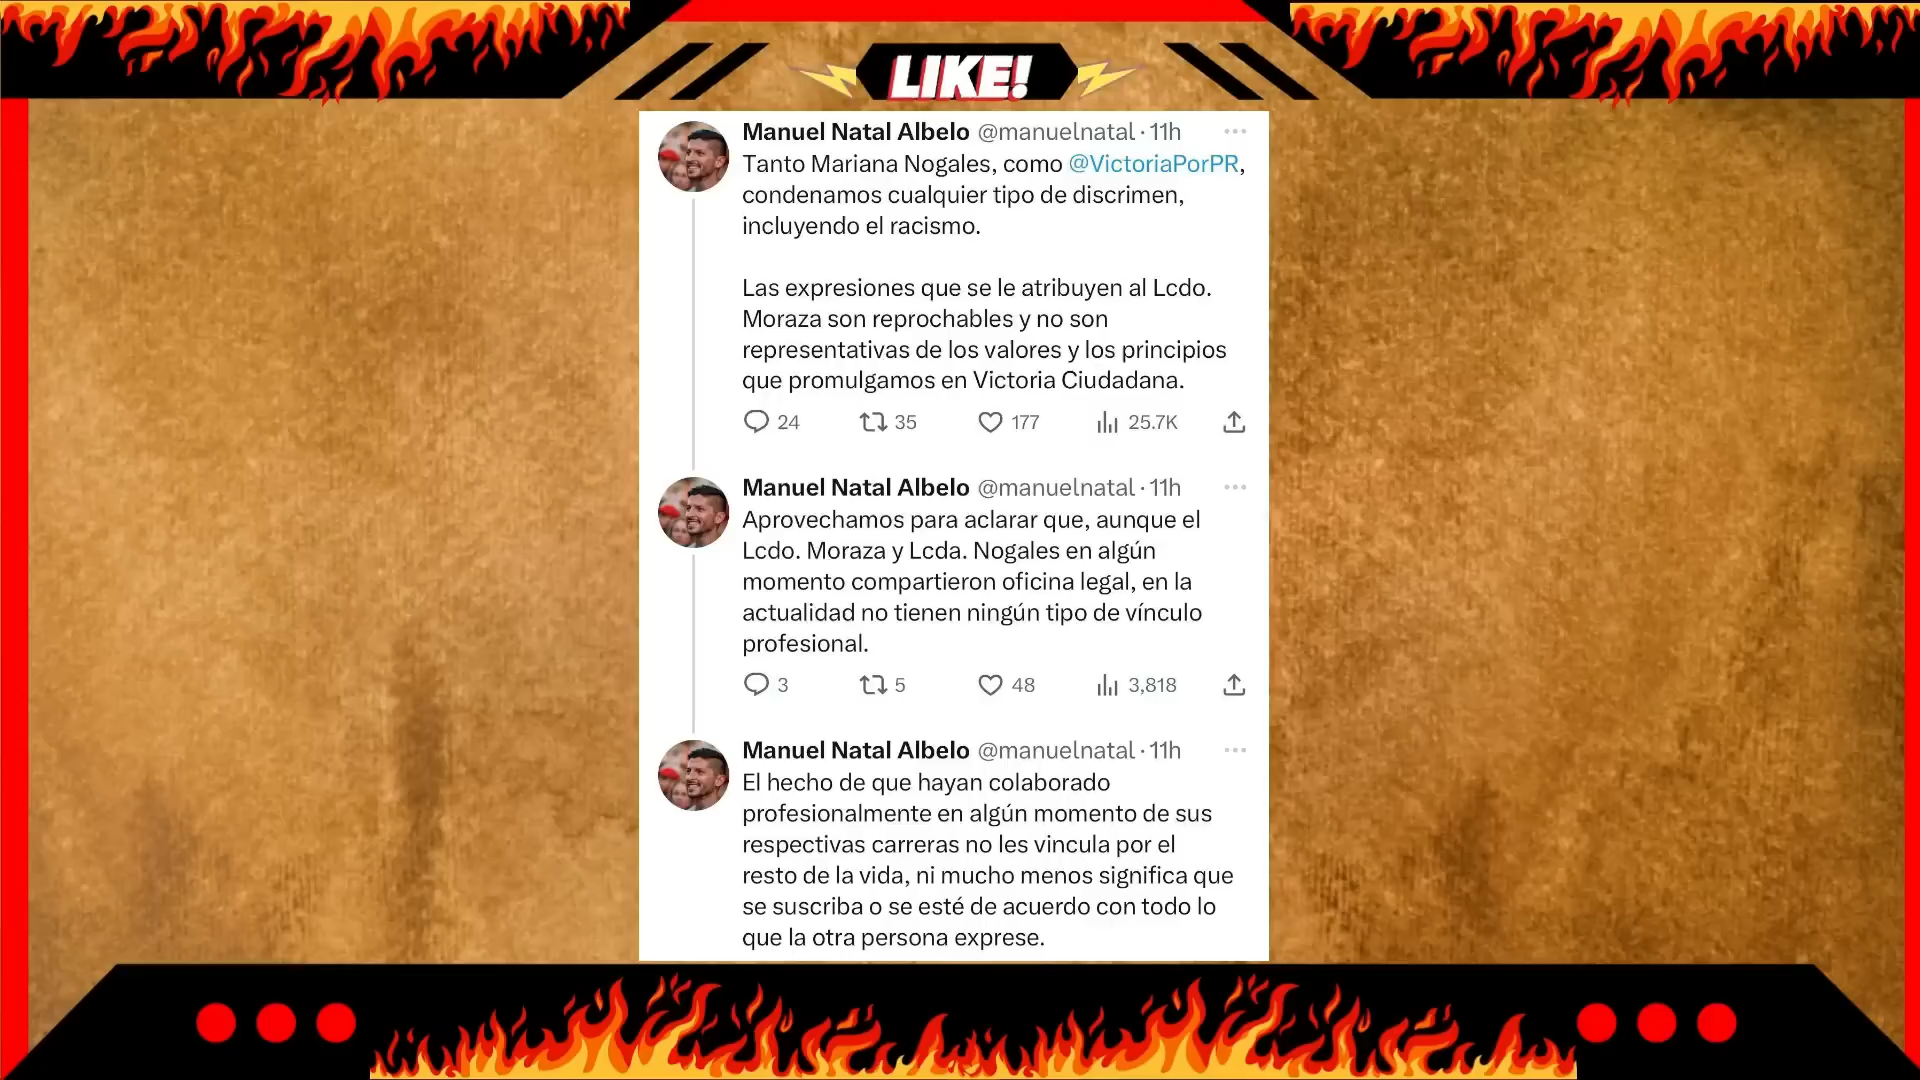 LIKE!
Manuel Natal Albelo @manuelnatal · 11h
Tanto Mariana Nogales, como @VictoriaPorPR,
condenamos cualquier tipo de discrimen,
incluyendo el racismo.
Las expresiones que se le atribuyen al Lcdo.
Moraza son reprochables y no son
representativas de los valores y los principios
que promulgamos en Victoria Ciudadana.
24 35 177 25.7K
Manuel Natal Albelo @manuelnatal · 11h
Aprovechamos para aclarar que, aunque el
Lcdo. Moraza y Lcda. Nogales en algún
momento compartieron oficina legal, en la
actualidad no tienen ningún tipo de vínculo
profesional.
3 5 48 3,818
Manuel Natal Albelo @manuelnatal · 11h
El hecho de que hayan colaborado
profesionalmente en algún momento de sus
respectivas carreras no les vincula por el
resto de la vida, ni mucho menos significa que
se suscriba o se esté de acuerdo con todo lo
que la otra persona exprese.